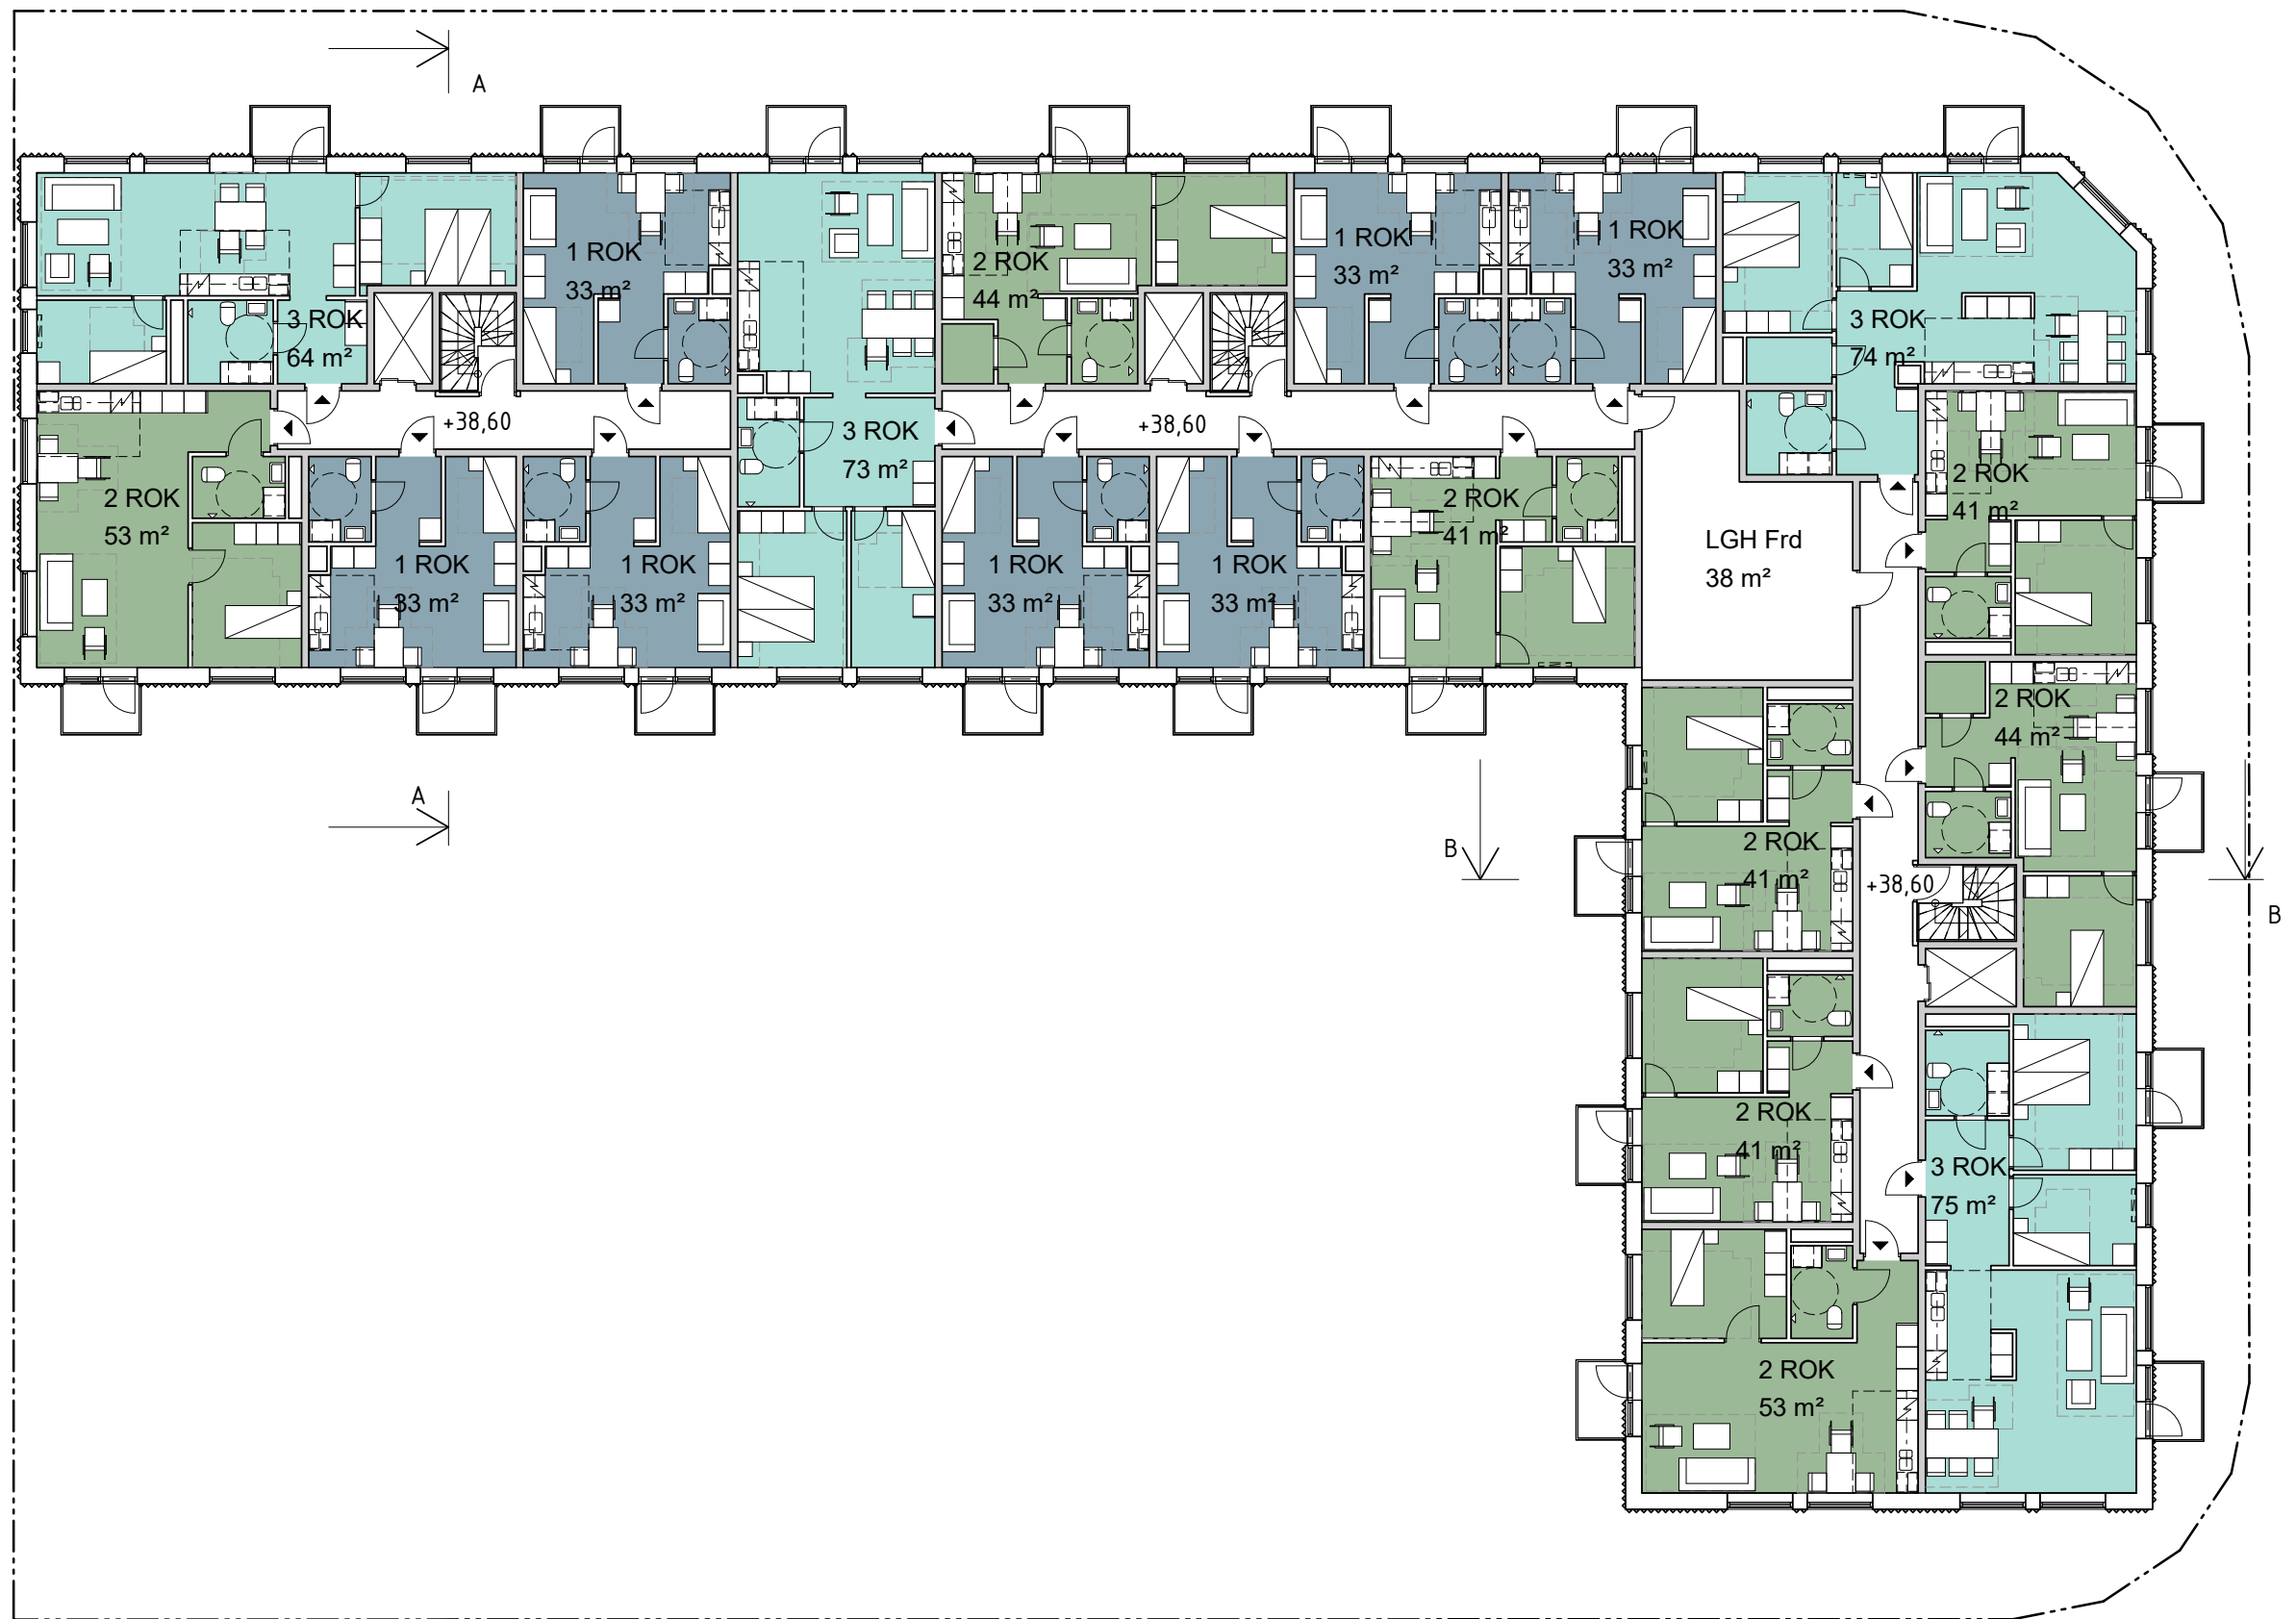 A
1 ROK
33 m²
2 ROK
44 m²
1 ROK
33 m²
1 ROK
33 m²
3 ROK
64 m²
3 ROK
74 m²
+38,60
3 ROK
73 m²
+38,60
2 ROK
53 m²
1 ROK
33 m²
1 ROK
33 m²
1 ROK
33 m²
1 ROK
33 m²
2 ROK
41 m²
LGH Frd
38 m²
2 ROK
41 m²
2 ROK
44 m²
A
B
2 ROK
41 m²
+38,60
B
2 ROK
41 m²
3 ROK
75 m²
2 ROK
53 m²